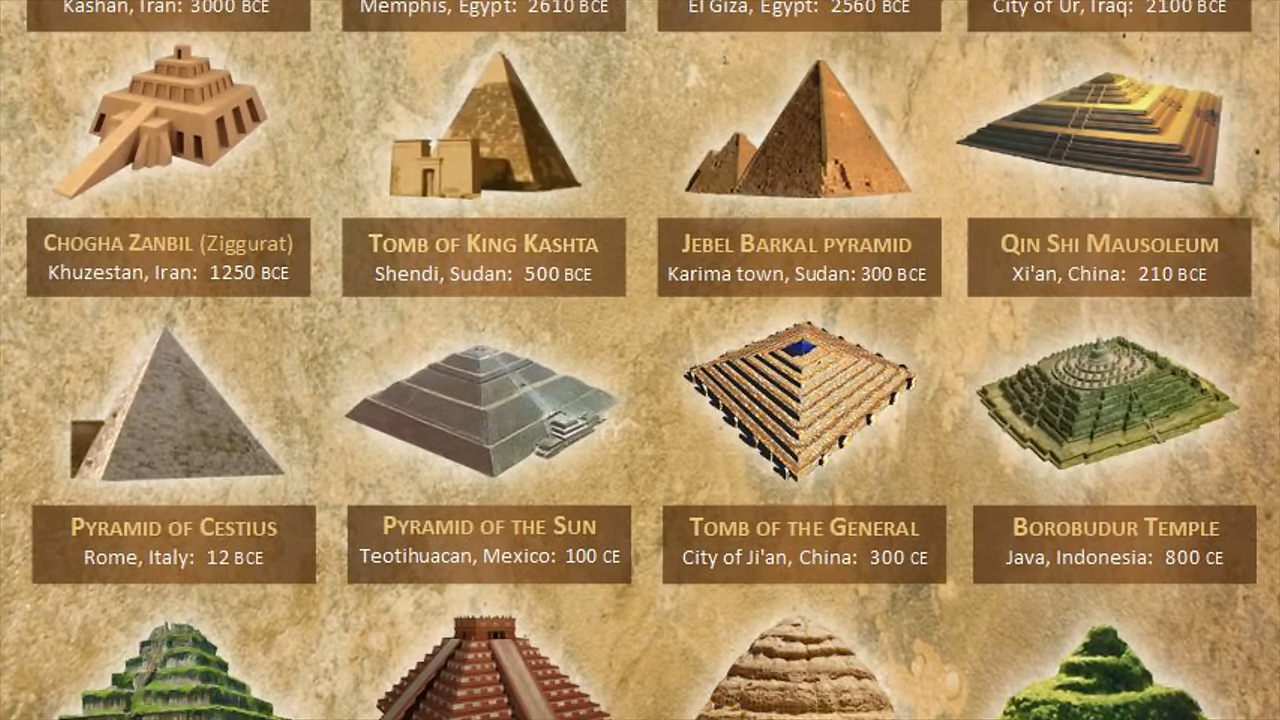 Kashan, Iran: 3000 BCE
Memphis, Egypt: 2610 BCE
El Giza, Egypt: 2560 BCE
City of Ur, Iraq: 2100 BCE
CHOGHA ZANBIL (Ziggurat)
Khuzestan, Iran: 1250 BCE
TOMB OF KING KASHTA
Shendi, Sudan: 500 BCE
JEBEL BARKAL PYRAMID
Karima town, Sudan: 300 BCE
QIN SHI MAUSOLEUM
Xi'an, China: 210 BCE
PYRAMID OF CESTIUS
Rome, Italy: 12 BCE
PYRAMID OF THE SUN
Teotihuacan, Mexico: 100 CE
TOMB OF THE GENERAL
City of Ji'an, China: 300 CE
BOROBUDUR TEMPLE
Java, Indonesia: 800 CE